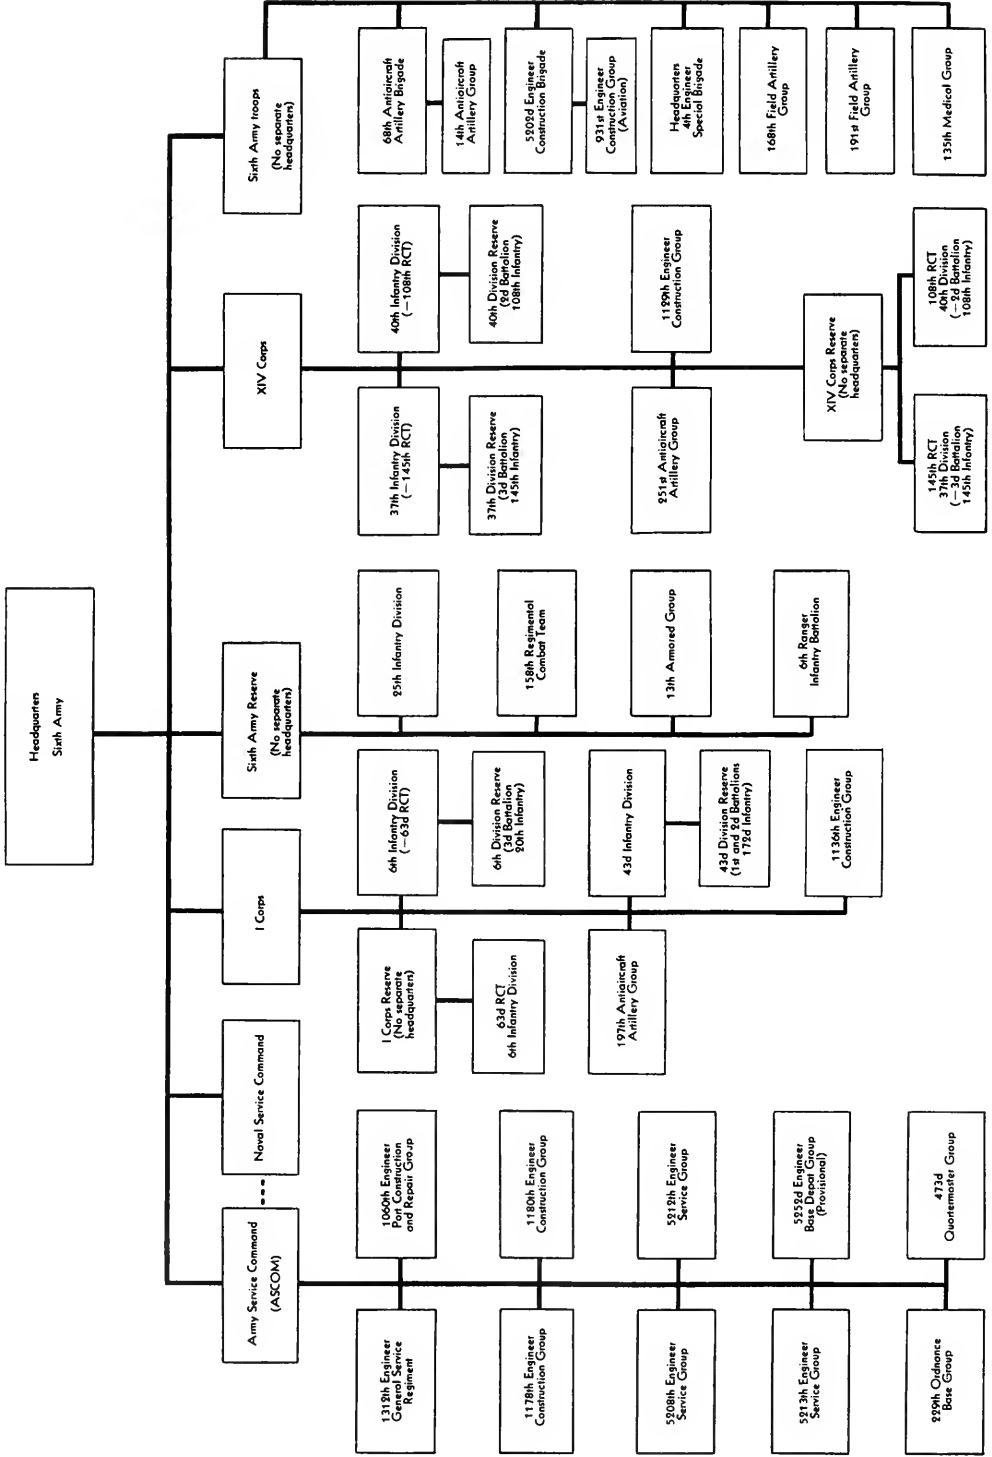 Headquarters
Sixth Army
Army Service Command
(ASCOM)
Naval Service Command
I Corps
Sixth Army Reserve
(No separate
headquarters)
XIV Corps
Sixth Army troops
(No separate
headquarters)
1312th Engineer
General Service
Regiment
1060th Engineer
Port Construction
and Repair Group
1178th Engineer
Construction Group
1180th Engineer
Construction Group
5208th Engineer
Service Group
5212th Engineer
Service Group
5213th Engineer
Service Group
5252d Engineer
Base Depot Group
(Provisional)
229th Ordnance
Base Group
473d
Quartermaster Group
I Corps Reserve
(No separate
headquarters)
63d RCT
6th Infantry Division
6th Infantry Division
(—63d RCT)
6th Division Reserve
(3d Battalion
20th Infantry)
197th Antiaircraft
Artillery Group
43d Infantry Division
43d Division Reserve
(1st and 2d Battalions
172d Infantry)
1136th Engineer
Construction Group
25th Infantry Division
158th Regimental
Combat Team
13th Armored Group
6th Ranger
Infantry Battalion
37th Infantry Division
(—145th RCT)
37th Division Reserve
(3d Battalion
145th Infantry)
40th Infantry Division
(—108th RCT)
40th Division Reserve
(2d Battalion
108th Infantry)
251st Antiaircraft
Artillery Group
1129th Engineer
Construction Group
XIV Corps Reserve
(No separate
headquarters)
145th RCT
37th Division
(—3d Battalion
145th Infantry)
108th RCT
40th Division
(—2d Battalion
108th Infantry)
68th Antiaircraft
Artillery Brigade
14th Antiaircraft
Artillery Group
5202d Engineer
Construction Brigade
931st Engineer
Construction Group
(Aviation)
Headquarters
4th Engineer
Special Brigade
168th Field Artillery
Group
191st Field Artillery
Group
135th Medical Group